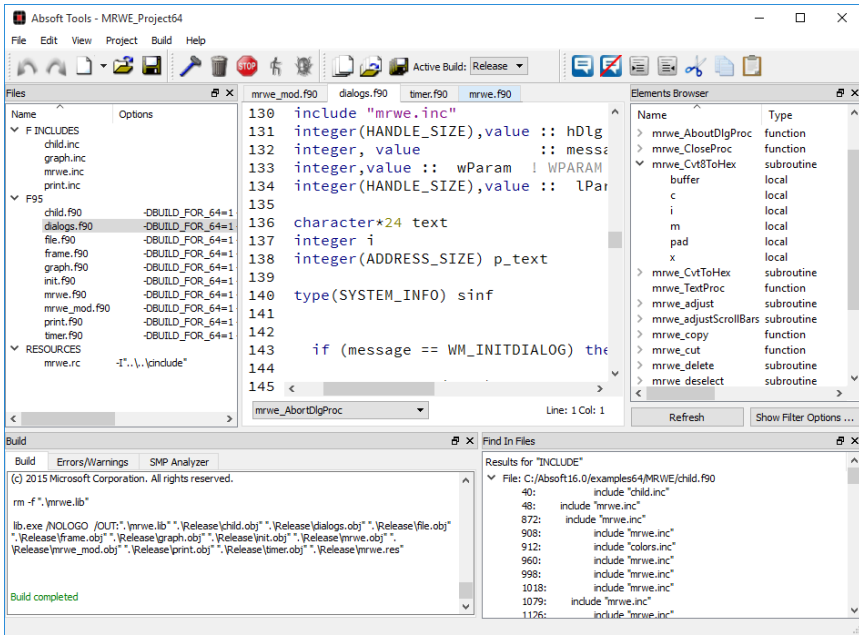 Absoft Tools - MRWE_Project64
File Edit View Project Build Help
STOP Active Build: Release
Files
Name Options
F INCLUDES
child.inc
graph.inc
mrwe.inc
print.inc
F95
child.f90 -DBUILD_FOR_64=1
dialogs.f90 -DBUILD_FOR_64=1
file.f90 -DBUILD_FOR_64=1
frame.f90 -DBUILD_FOR_64=1
graph.f90 -DBUILD_FOR_64=1
init.f90 -DBUILD_FOR_64=1
mrwe.f90 -DBUILD_FOR_64=1
mrwe_mod.f90 -DBUILD_FOR_64=1
print.f90 -DBUILD_FOR_64=1
timer.f90 -DBUILD_FOR_64=1
RESOURCES
mrwe.rc -I"..\..\cinclude"
mrwe_mod.f90 dialogs.f90 timer.f90 mrwe.f90
130 include "mrwe.inc"
131 integer(HANDLE_SIZE),value :: hDlg
132 integer, value :: messa
133 integer,value :: wParam ! WPARAM
134 integer(HANDLE_SIZE),value :: lPar
135
136 character*24 text
137 integer i
138 integer(ADDRESS_SIZE) p_text
139
140 type(SYSTEM_INFO) sinf
141
142
143 if (message == WM_INITDIALOG) the
144
145
mrwe_AbortDlgProc Line: 1 Col: 1
Elements Browser
Name Type
mrwe_AboutDlgProc function
mrwe_CloseProc function
mrwe_Cvt8ToHex subroutine
buffer local
c local
i local
m local
pad local
x local
mrwe_CvtToHex subroutine
mrwe_TextProc function
mrwe_adjust subroutine
mrwe_adjustScrollBars subroutine
mrwe_copy function
mrwe_cut function
mrwe_delete subroutine
mrwe_deselect subroutine
Refresh Show Filter Options ...
Build
Build Errors/Warnings SMP Analyzer
(c) 2015 Microsoft Corporation. All rights reserved.
rm -f ".\mrwe.lib"
lib.exe /NOLOGO /OUT:".\mrwe.lib" ".\Release\child.obj" ".\Release\dialogs.obj" ".\Release\file.obj"
".\Release\frame.obj" ".\Release\graph.obj" ".\Release\init.obj" ".\Release\mrwe.obj" ".
\Release\mrwe_mod.obj" ".\Release\print.obj" ".\Release\timer.obj" ".\Release\mrwe.res"
Build completed
Find In Files
Results for "INCLUDE"
File: C:/Absoft16.0/examples64/MRWE/child.f90
40: include "child.inc"
48: include "mrwe.inc"
872: include "mrwe.inc"
908: include "mrwe.inc"
912: include "colors.inc"
960: include "mrwe.inc"
998: include "mrwe.inc"
1018: include "mrwe.inc"
1079: include "mrwe.inc"
1126: include "mrwe.inc"